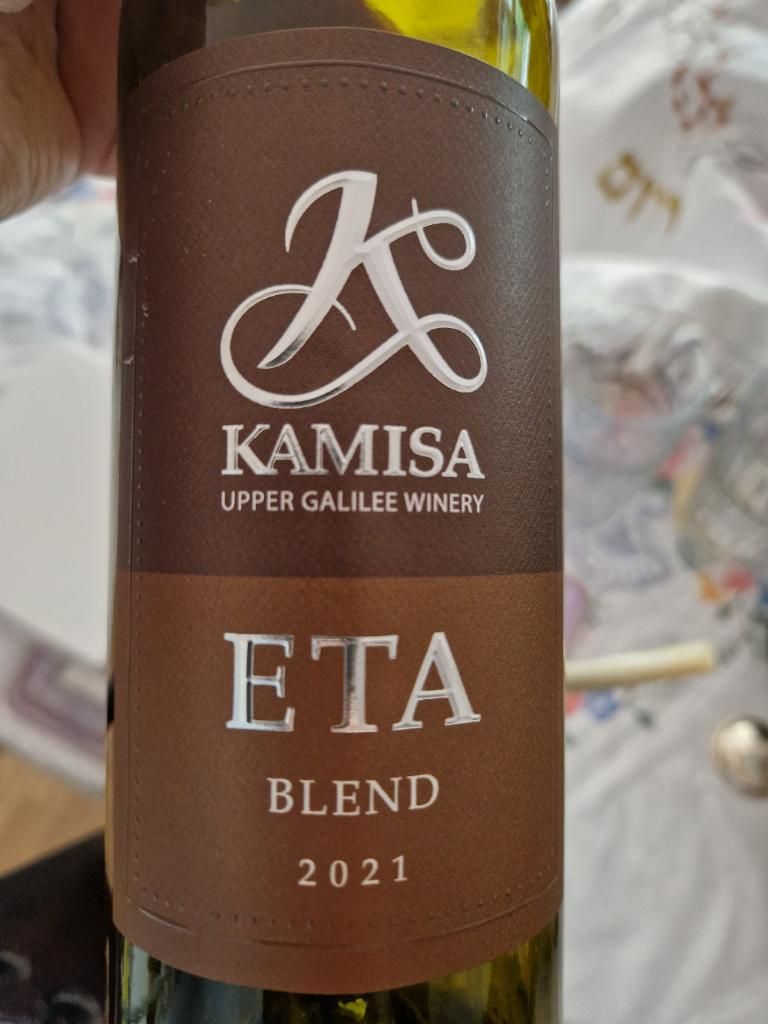 K
KAMISA
UPPER GALILEE WINERY
ETA
BLEND
2021